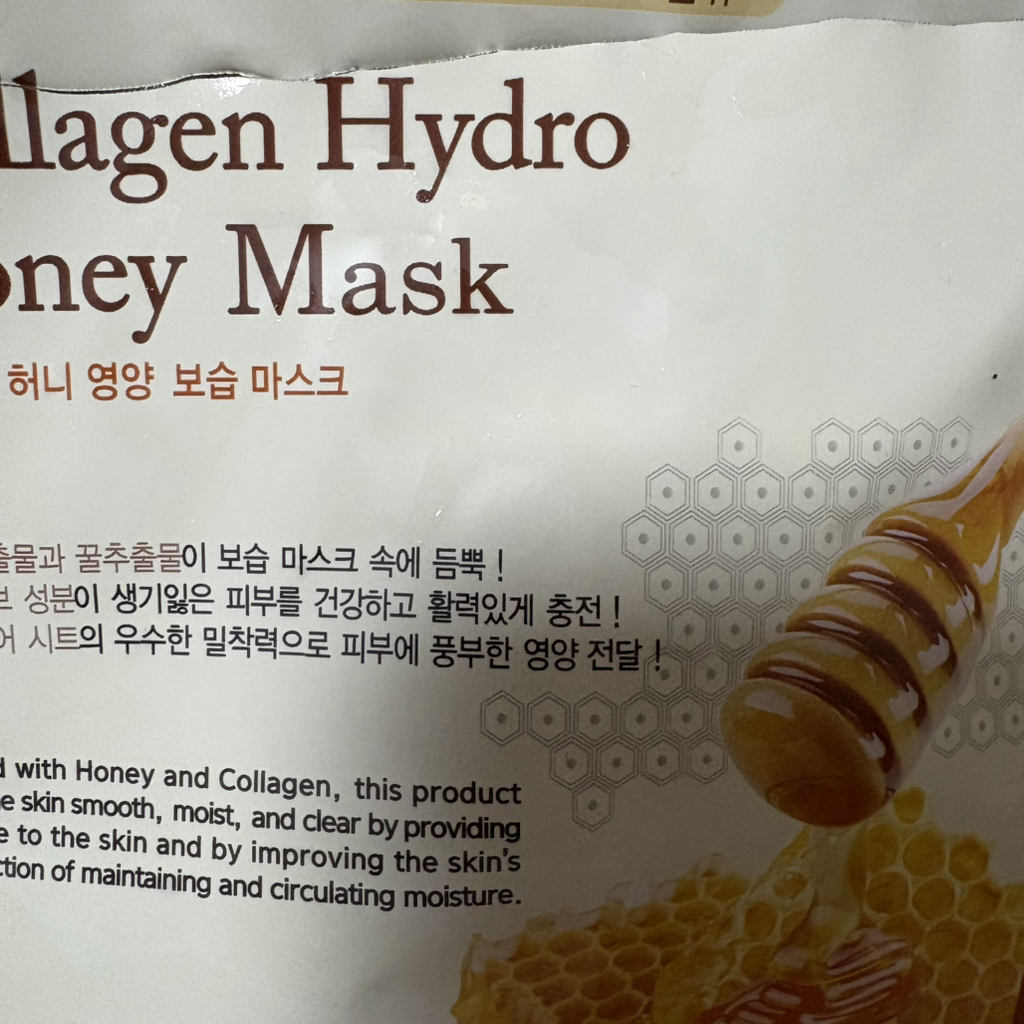 llagen Hydro
oney Mask
허니 영양 보습 마스크
출물과 꿀추출물이 보습 마스크 속에 듬뿍 !
성분이 생기잃은 피부를 건강하고 활력있게 충전 !
어 시트의 우수한 밀착력으로 피부에 풍부한 영양 전달 !
d with Honey and Collagen, this product
e skin smooth, moist, and clear by providing
e to the skin and by improving the skin's
ction of maintaining and circulating moisture.